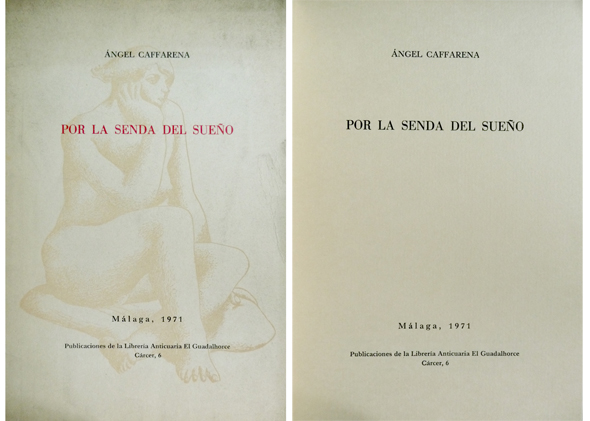 ÁNGEL CAFFARENA
POR LA SENDA DEL SUEÑO
Málaga, 1971
Publicaciones de la Librería Anticuaria El Guadalhorce
Cárcer, 6
ÁNGEL CAFFARENA
POR LA SENDA DEL SUEÑO
Málaga, 1971
Publicaciones de la Librería Anticuaria El Guadalhorce
Cárcer, 6